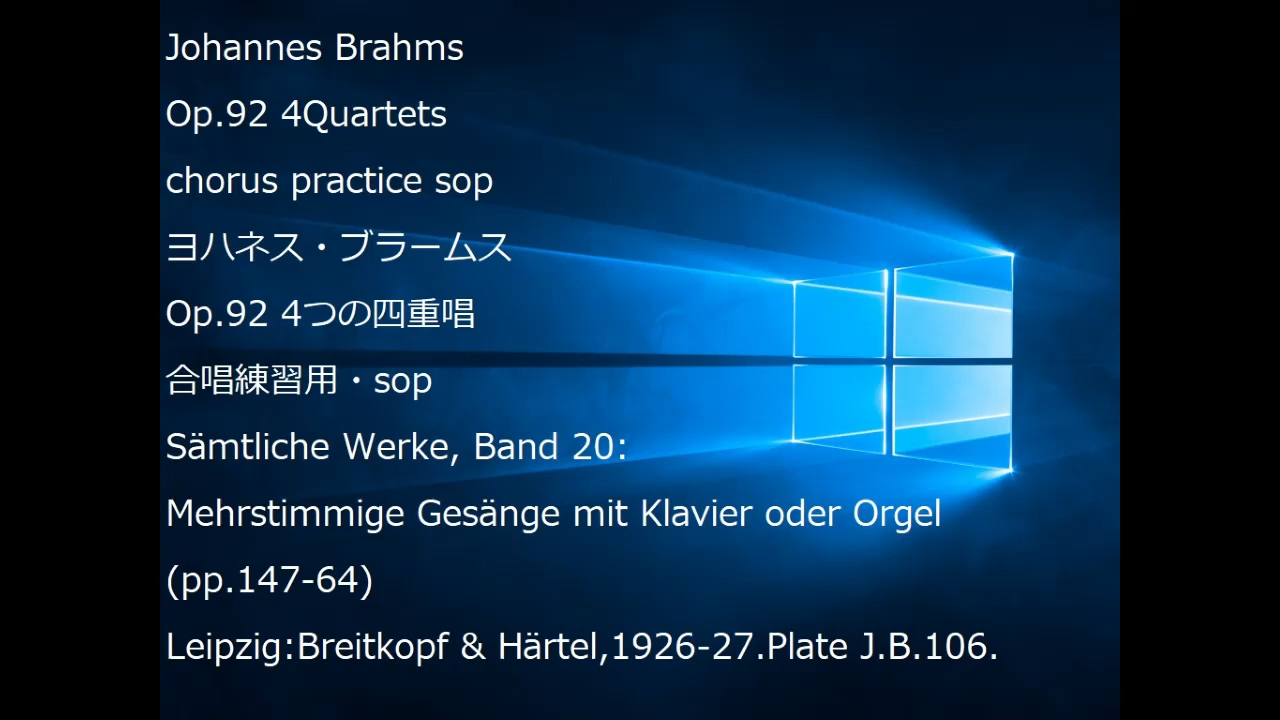 Johannes Brahms
Op.92 4Quartets
chorus practice sop
ヨハネス・ブラームス
Op.92 4つの四重唱
合唱練習用・sop
Sämtliche Werke, Band 20:
Mehrstimmige Gesänge mit Klavier oder Orgel
(pp.147-64)
Leipzig:Breitkopf & Härtel,1926-27.Plate J.B.106.